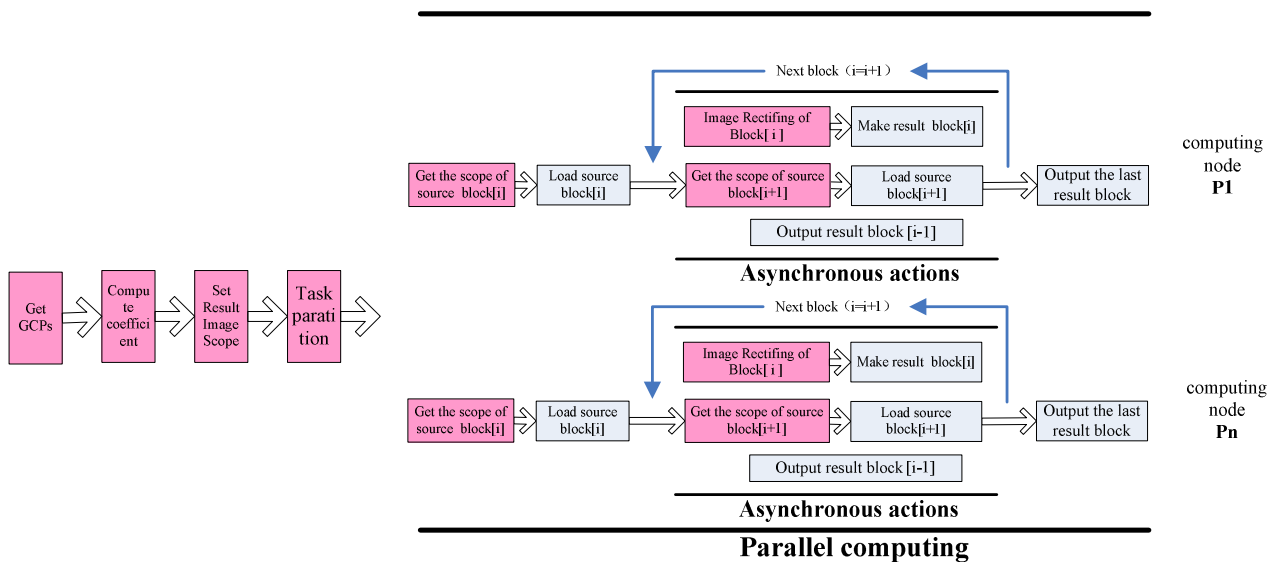 Get
GCPs
Compu
te
coeffici
ent
Set
Result
Image
Scope
Task
parati
tion
Next block（i=i+1）
Image Rectifing of
Block[ i ]
Make result block[i]
Get the scope of
source block[i]
Load source
block[i]
Get the scope of source
block[i+1]
Load source
block[i+1]
Output the last
result block
Output result block [i-1]
Asynchronous actions
computing
node
P1
Next block（i=i+1）
Image Rectifing of
Block[ i ]
Make result block[i]
Get the scope of
source block[i]
Load source
block[i]
Get the scope of source
block[i+1]
Load source
block[i+1]
Output the last
result block
Output result block [i-1]
Asynchronous actions
computing
node
Pn
Parallel computing